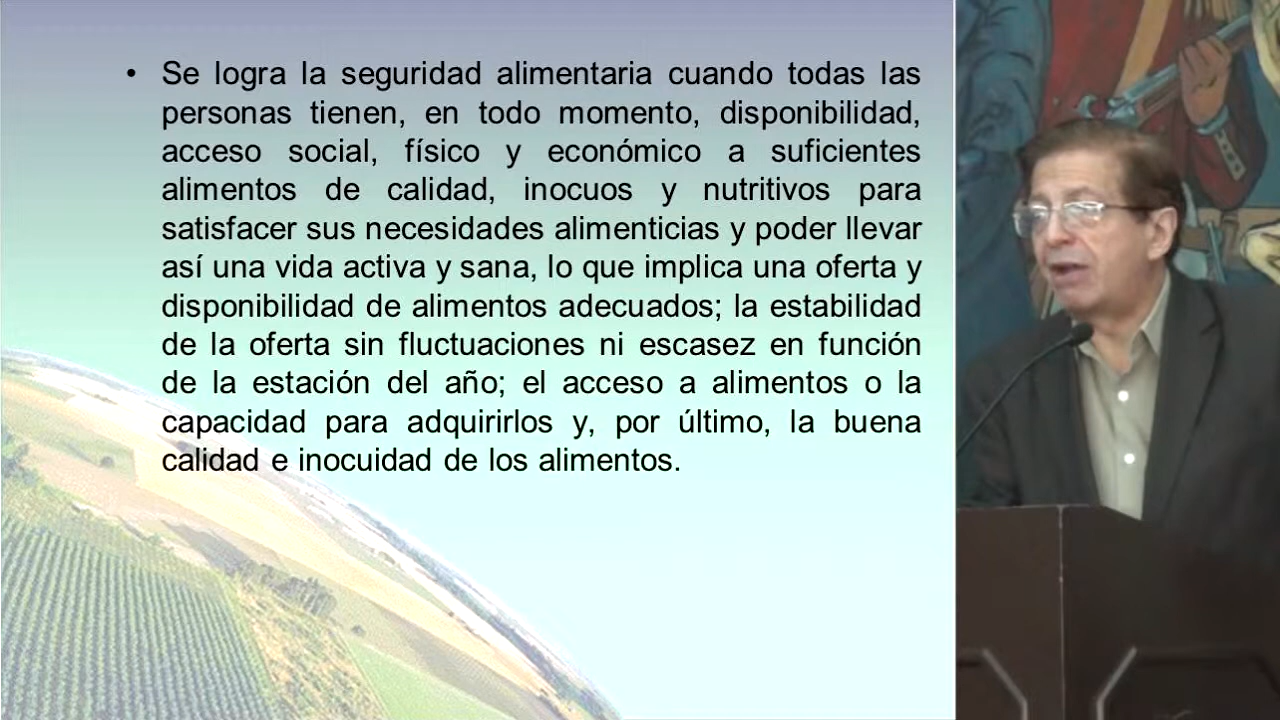 • Se logra la seguridad alimentaria cuando todas las
personas tienen, en todo momento, disponibilidad,
acceso social, físico y económico a suficientes
alimentos de calidad, inocuos y nutritivos para
satisfacer sus necesidades alimenticias y poder llevar
así una vida activa y sana, lo que implica una oferta y
disponibilidad de alimentos adecuados; la estabilidad
de la oferta sin fluctuaciones ni escasez en función
de la estación del año; el acceso a alimentos o la
capacidad para adquirirlos y, por último, la buena
calidad e inocuidad de los alimentos.